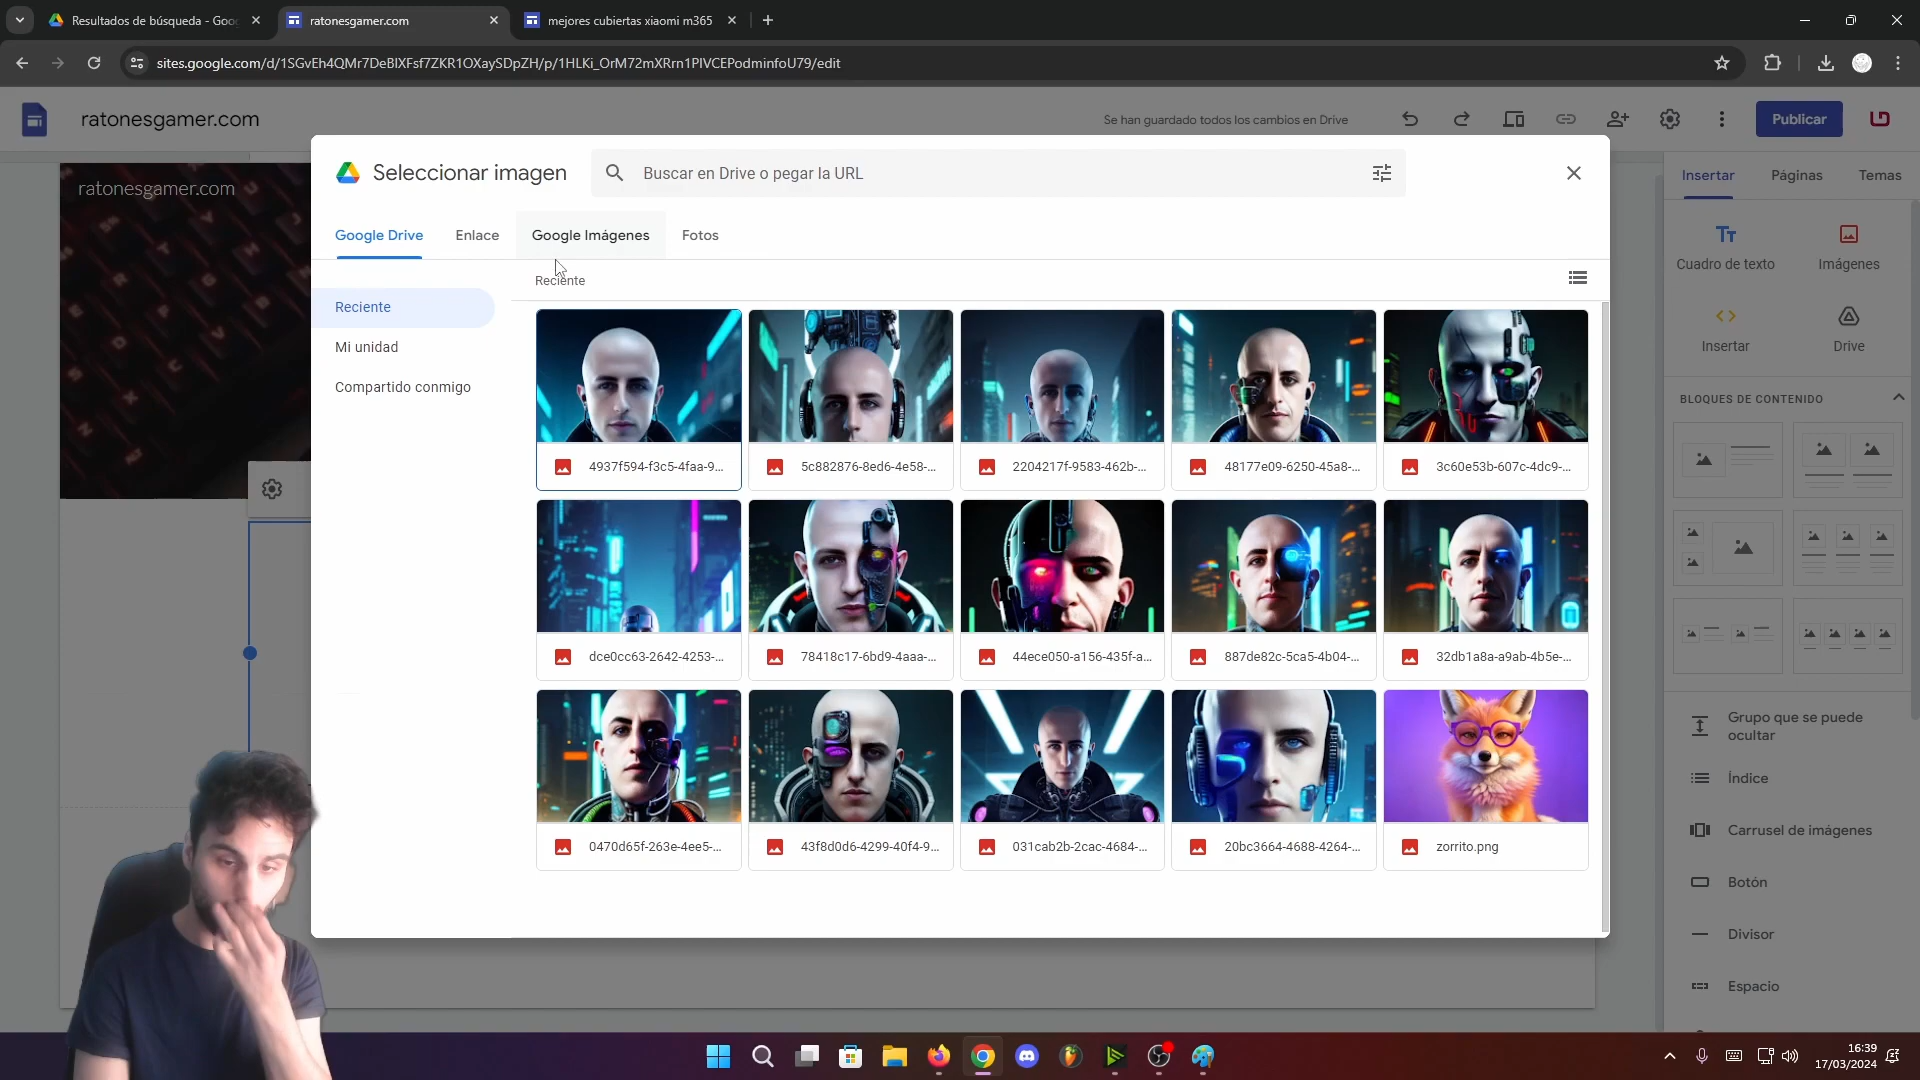 Resultados de búsqueda - Goo
ratonesgamer.com
mejores cubiertas xiaomi m365
sites.google.com/d/1SGvEh4QMr7DeBlXFsf7ZKR1OXaySDpZH/p/1HLKi_OrM72mXRrn1PlVCEPodminfoU79/edit
ratonesgamer.com
Se han guardado todos los cambios en Drive
Publicar
ratonesgamer.com
Seleccionar imagen
Buscar en Drive o pegar la URL
Google Drive
Enlace
Google Imágenes
Fotos
Reciente
Mi unidad
Compartido conmigo
Reciente
4937f594-f3c5-4faa-9...
5c882876-8ed6-4e58-...
2204217f-9583-462b-...
48177e09-6250-45a8-...
3c60e53b-607c-4dc9-...
dce0cc63-2642-4253-...
78418c17-6bd9-4aaa-...
44ece050-a156-435f-a...
887de82c-5ca5-4b04-...
32db1a8a-a9ab-4b5e-...
0470d65f-263e-4ee5-...
43f8d0d6-4299-40f4-9...
031cab2b-2cac-4684-...
20bc3664-4688-4264-...
zorrito.png
Insertar
Páginas
Temas
Cuadro de texto
Imágenes
Insertar
Drive
BLOQUES DE CONTENIDO
Grupo que se puede
ocultar
Índice
Carrusel de imágenes
Botón
Divisor
Espacio
16:39
17/03/2024